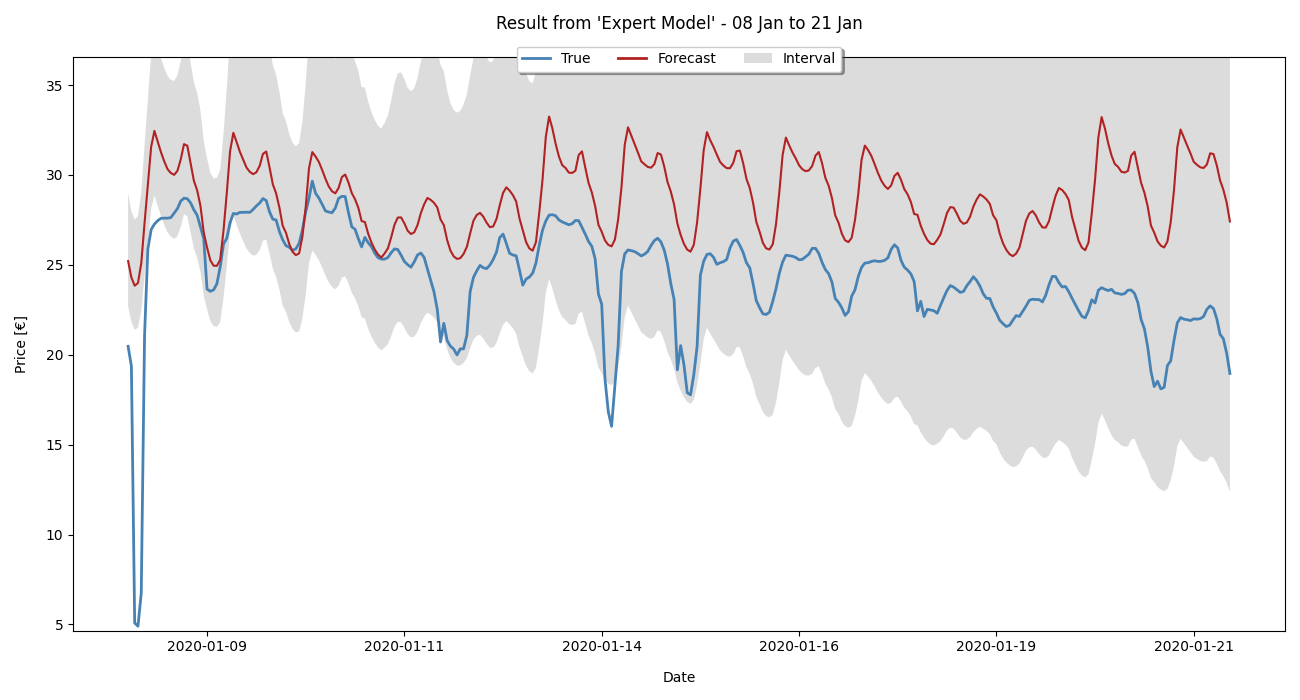 Result from 'Expert Model' - 08 Jan to 21 Jan
True Forecast Interval
35
30
25
20
15
10
5
Price [€]
2020-01-09 2020-01-11 2020-01-14 2020-01-16 2020-01-19 2020-01-21
Date